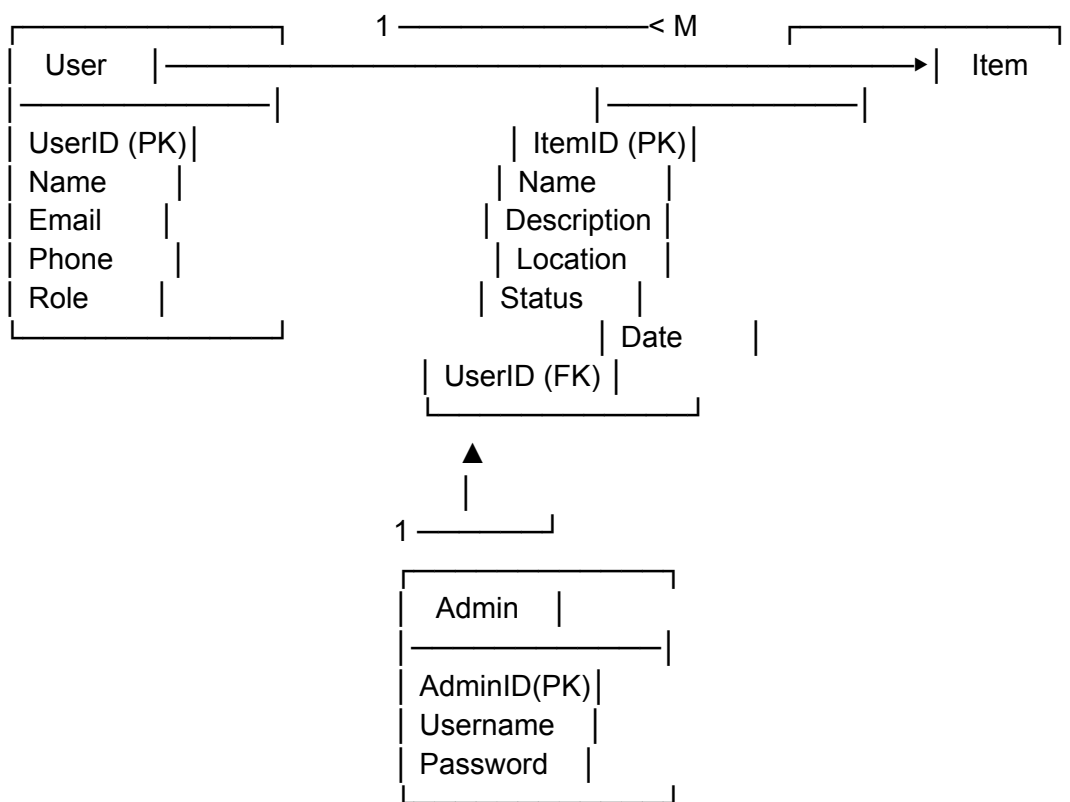 1 < M
User Item
UserID (PK) ItemID (PK)
Name Name
Email Description
Phone Location
Role Status
Date
UserID (FK)
1
Admin
AdminID(PK)
Username
Password